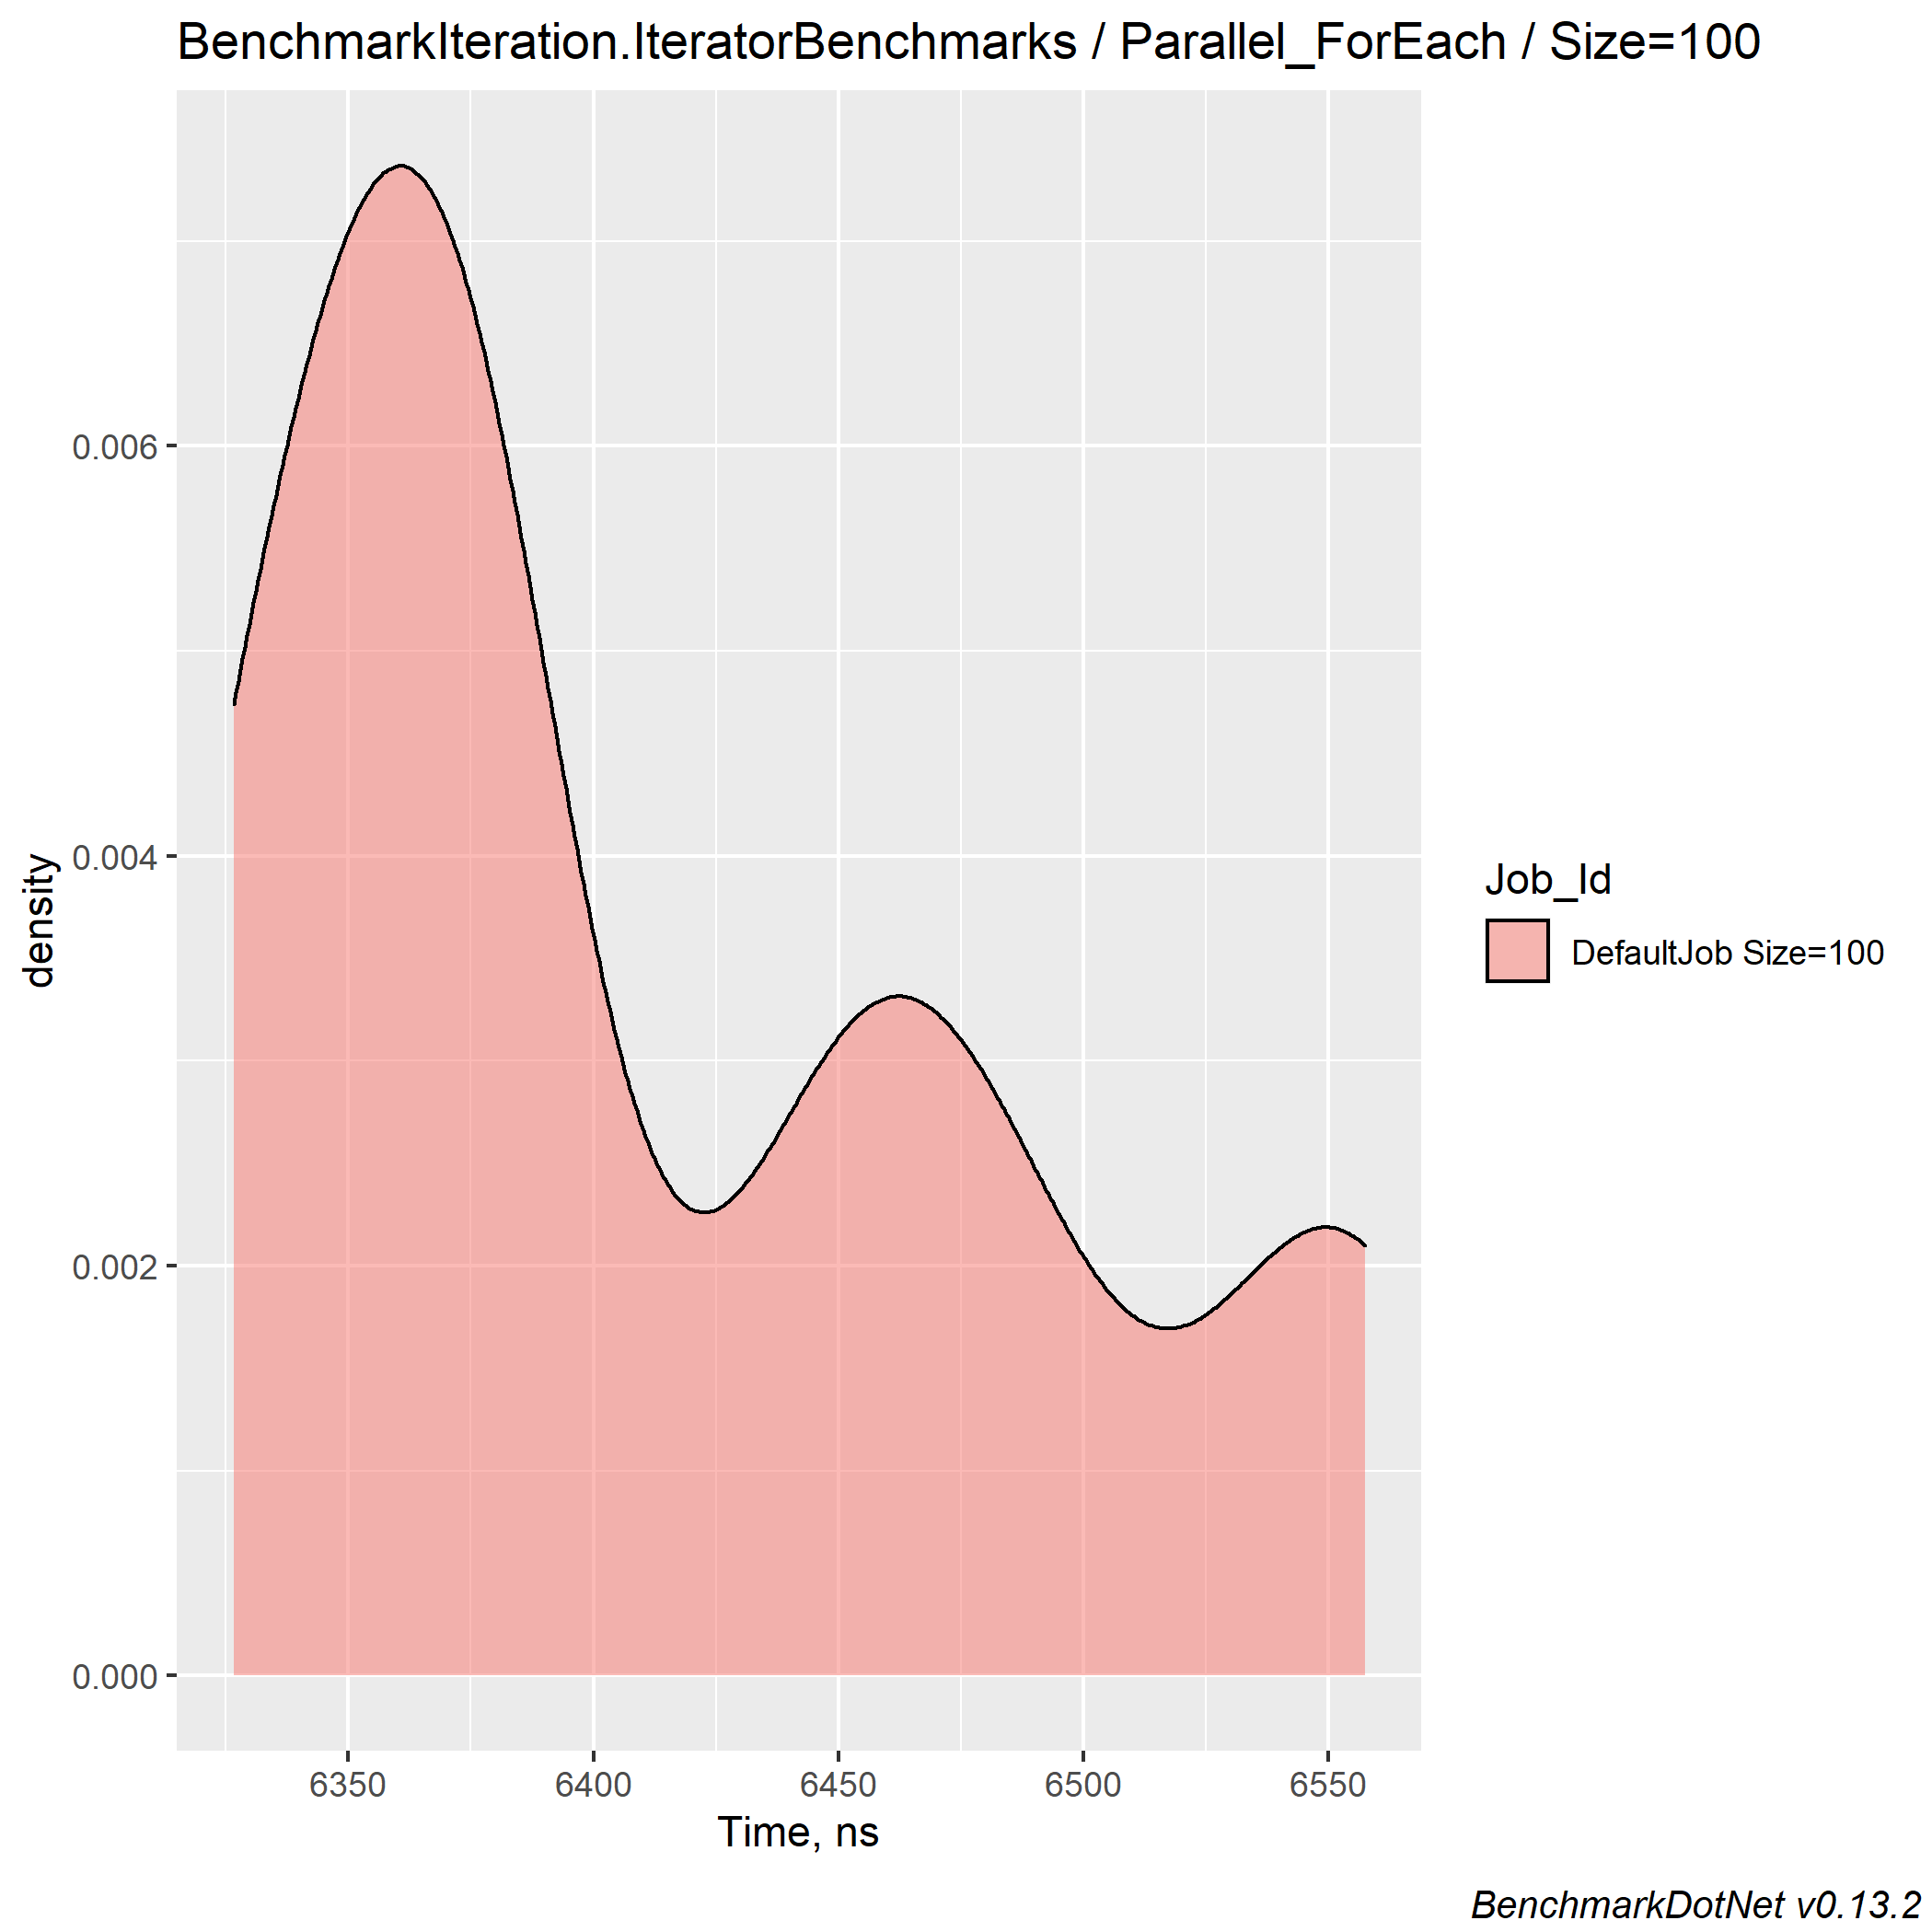 BenchmarkIteration.IteratorBenchmarks / Parallel_ForEach / Size=100
0.006
0.004
0.002
0.000
density
6350 6400 6450 6500 6550
Time, ns
Job_Id
DefaultJob Size=100
BenchmarkDotNet v0.13.2